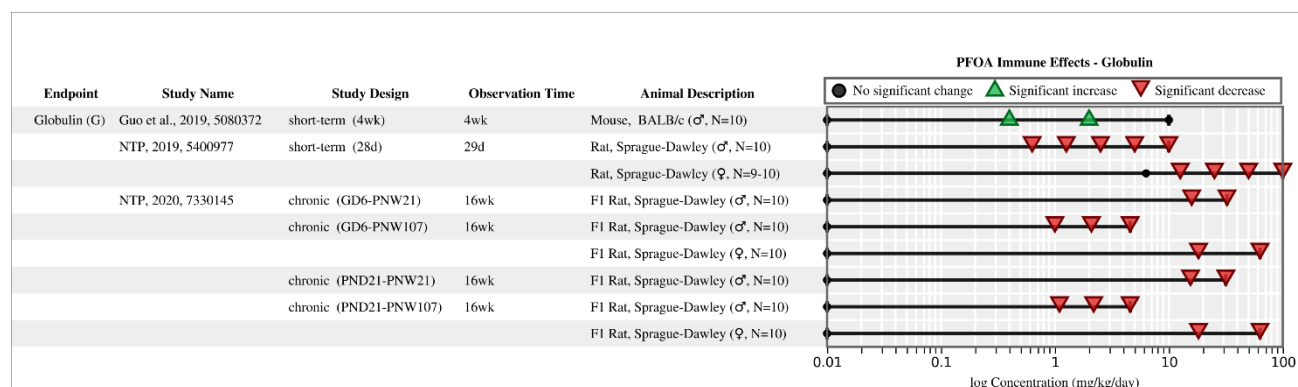 PFOA Immune Effects - Globulin
Endpoint Study Name Study Design Observation Time Animal Description
No significant change Significant increase Significant decrease
Globulin (G) Guo et al., 2019, 5080372 short-term (4wk) 4wk Mouse, BALB/c (♂, N=10)
NTP, 2019, 5400977 short-term (28d) 29d Rat, Sprague-Dawley (♂, N=10)
Rat, Sprague-Dawley (♀, N=9-10)
NTP, 2020, 7330145 chronic (GD6-PNW21) 16wk F1 Rat, Sprague-Dawley (♂, N=10)
chronic (GD6-PNW107) 16wk F1 Rat, Sprague-Dawley (♂, N=10)
F1 Rat, Sprague-Dawley (♀, N=10)
chronic (PND21-PNW21) 16wk F1 Rat, Sprague-Dawley (♂, N=10)
chronic (PND21-PNW107) 16wk F1 Rat, Sprague-Dawley (♂, N=10)
F1 Rat, Sprague-Dawley (♀, N=10)
0.01 0.1 1 10 100
log Concentration (mg/kg/day)